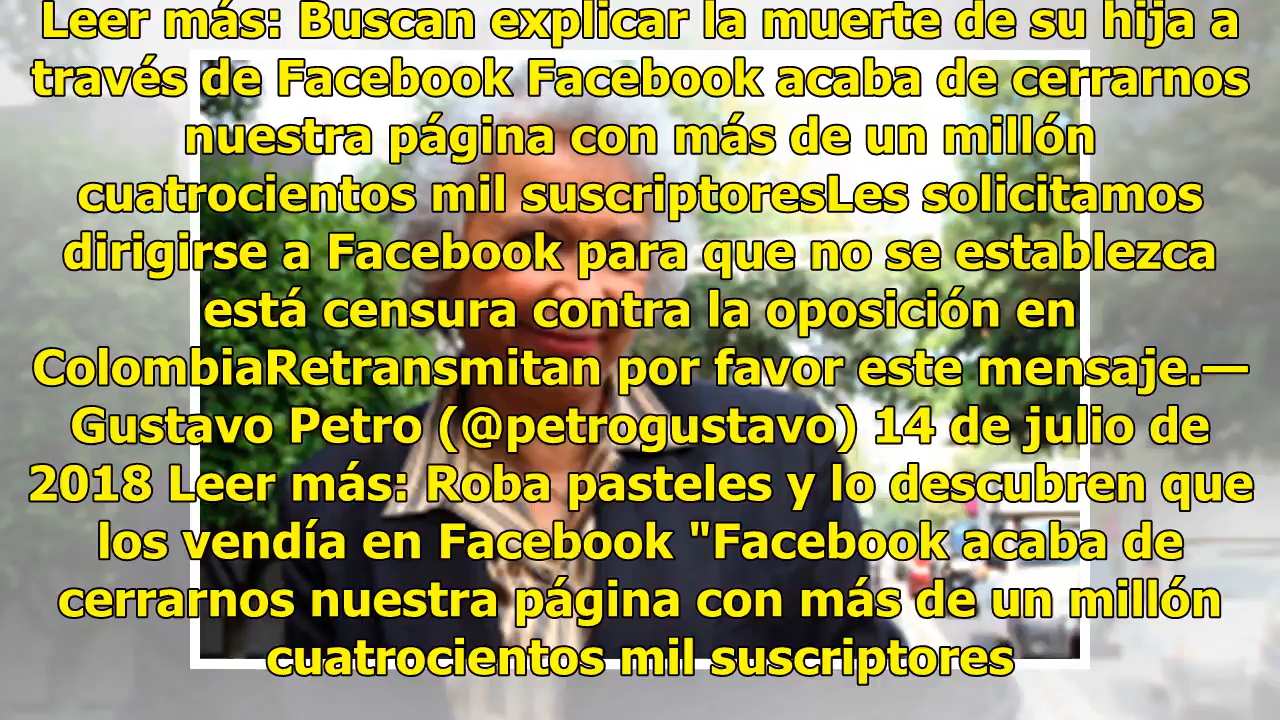 Leer más: Buscan explicar la muerte de su hija a
través de Facebook Facebook acaba de cerrarnos
nuestra página con más de un millón
cuatrocientos mil suscriptoresLes solicitamos
dirigirse a Facebook para que no se establezca
está censura contra la oposición en
ColombiaRetransmitan por favor este mensaje.—
Gustavo Petro (@petrogustavo) 14 de julio de
2018 Leer más: Roba pasteles y lo descubren que
los vendía en Facebook "Facebook acaba de
cerrarnos nuestra página con más de un millón
cuatrocientos mil suscriptores